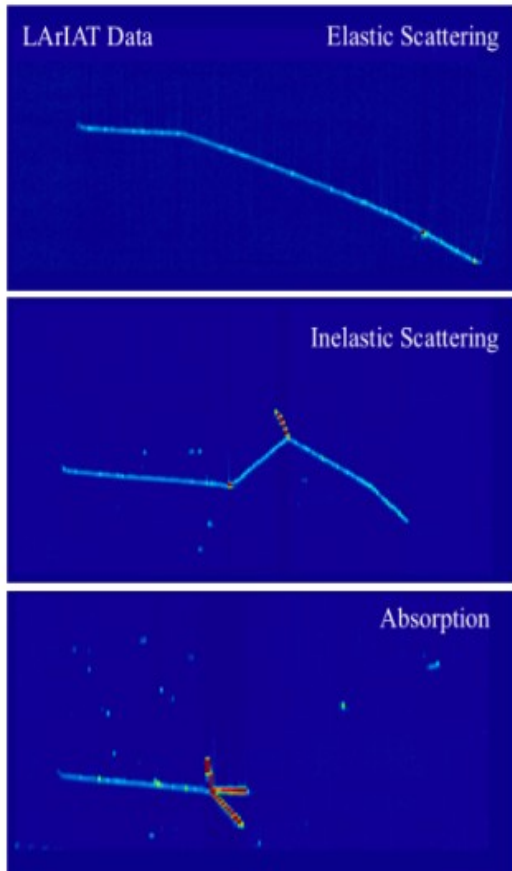 LArIAT Data
Elastic Scattering
Inelastic Scattering
Absorption